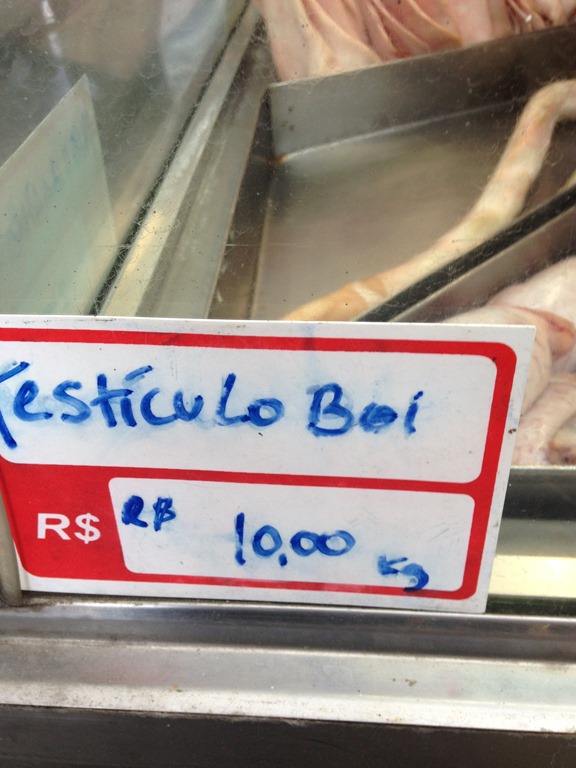 Testículo Boi
R$ R$ 10,00 Kg